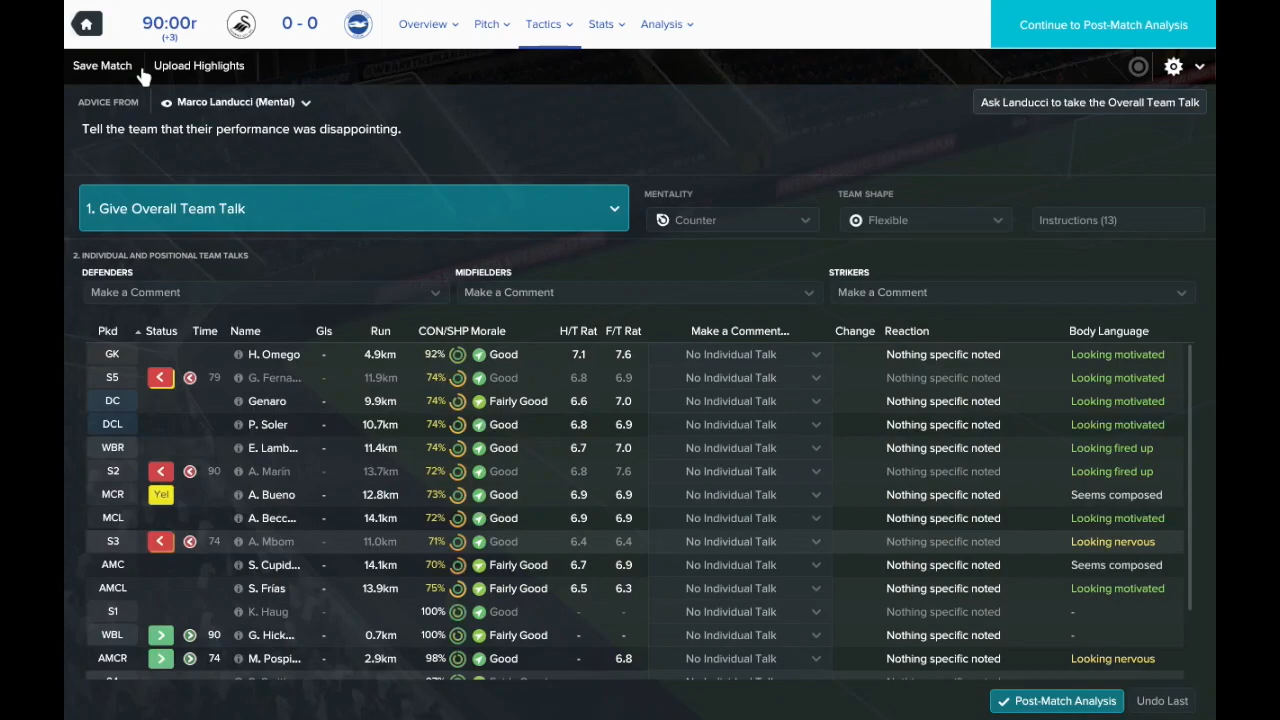 90:00r
(+3)
0 - 0
Overview
Pitch
Tactics
Stats
Analysis
Continue to Post-Match Analysis
Save Match
Upload Highlights
ADVICE FROM
Marco Landucci (Mental)
Ask Landucci to take the Overall Team Talk
Tell the team that their performance was disappointing.
1. Give Overall Team Talk
MENTALITY
Counter
TEAM SHAPE
Flexible
Instructions (13)
2. INDIVIDUAL AND POSITIONAL TEAM TALKS
DEFENDERS MIDFIELDERS STRIKERS
Make a Comment Make a Comment Make a Comment
Pkd Status Time Name Gls Run CON/SHP Morale H/T Rat F/T Rat Make a Comment... Change Reaction Body Language
GK H. Omego - 4.9km 92% Good 7.1 7.6 No Individual Talk Nothing specific noted Looking motivated
S5 79 G. Ferna... - 11.9km 74% Good 6.8 6.9 No Individual Talk Nothing specific noted Looking motivated
DC Genaro - 9.9km 74% Fairly Good 6.6 7.0 No Individual Talk Nothing specific noted Looking motivated
DCL P. Soler - 10.7km 74% Good 6.8 6.9 No Individual Talk Nothing specific noted Looking motivated
WBR E. Lamb... - 11.4km 74% Good 6.7 7.0 No Individual Talk Nothing specific noted Looking fired up
S2 90 A. Marin - 13.7km 72% Good 6.8 7.6 No Individual Talk Nothing specific noted Looking fired up
MCR Yel A. Bueno - 12.8km 73% Good 6.9 6.9 No Individual Talk Nothing specific noted Seems composed
MCL A. Becc... - 14.1km 72% Good 6.9 6.9 No Individual Talk Nothing specific noted Looking motivated
S3 74 A. Mbom - 11.0km 71% Good 6.4 6.4 No Individual Talk Nothing specific noted Looking nervous
AMC S. Cupid... - 14.1km 70% Fairly Good 6.7 6.9 No Individual Talk Nothing specific noted Seems composed
AMCL S. Frías - 13.9km 75% Fairly Good 6.5 6.3 No Individual Talk Nothing specific noted Looking motivated
S1 K. Haug - 100% Good - - No Individual Talk Nothing specific noted -
WBL 90 G. Hick... - 0.7km 100% Fairly Good - - No Individual Talk Nothing specific noted -
AMCR 74 M. Pospi... - 2.9km 98% Good - 6.8 No Individual Talk Nothing specific noted Looking nervous
Post-Match Analysis
Undo Last